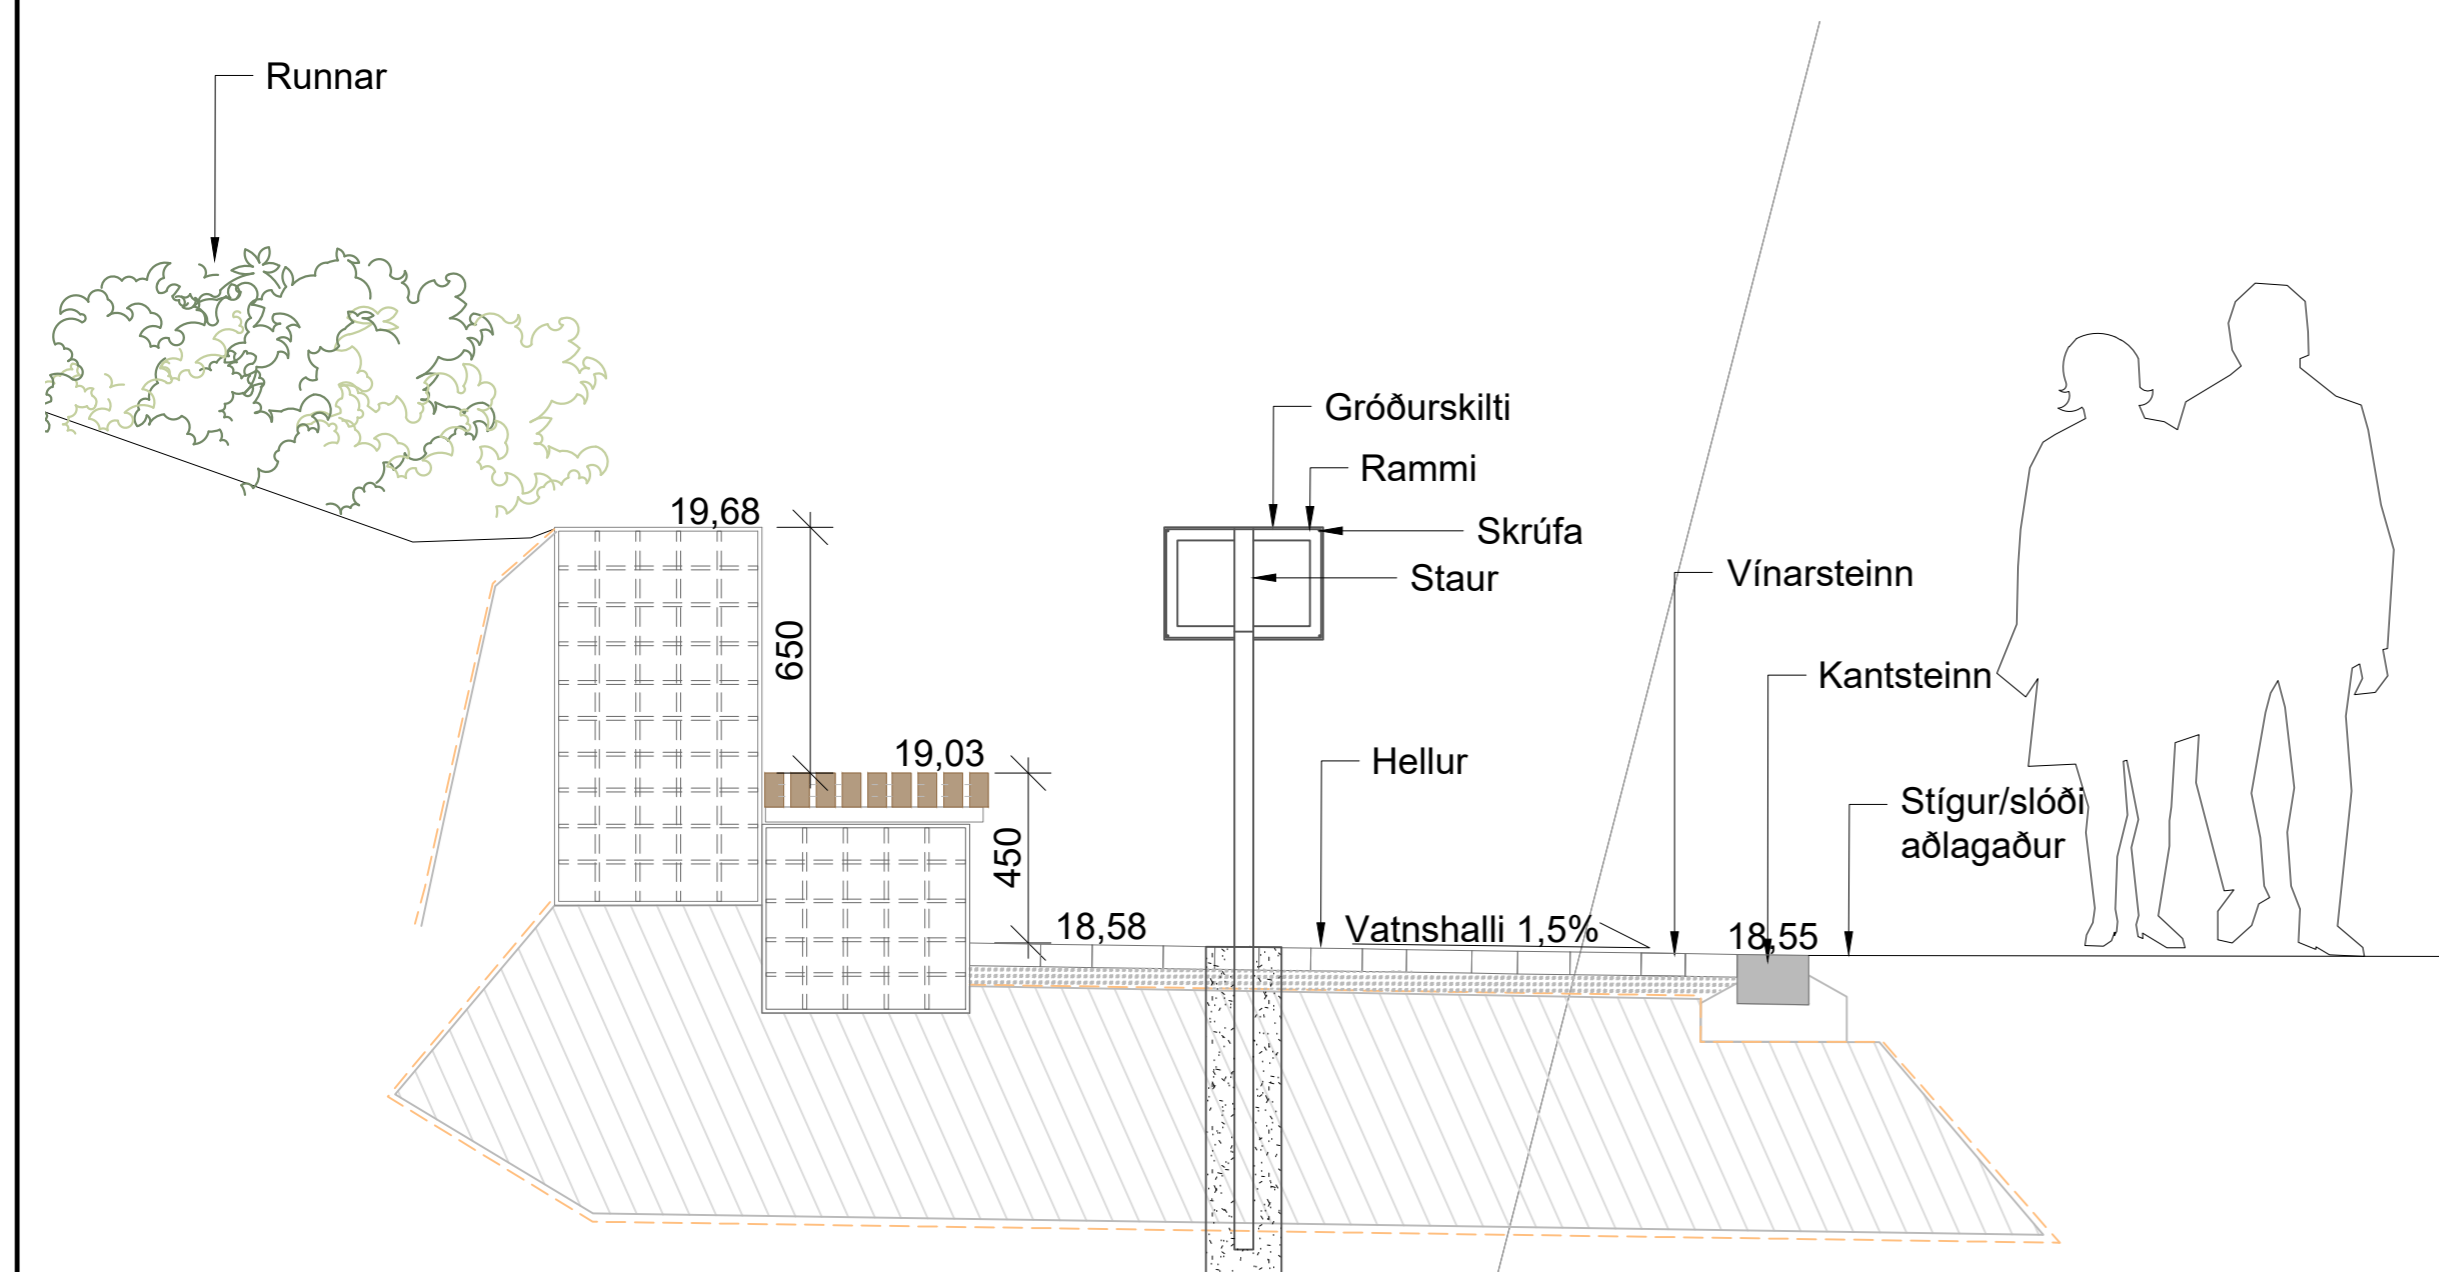 Runnar
Gróðurskilti
Rammi
19,68
Skrúfa
Staur
Vínarsteinn
650
Kantsteinn
19,03
Hellur
Stígur/slóði
aðlagaður
450
18,58
Vatnshalli 1,5%
18,55